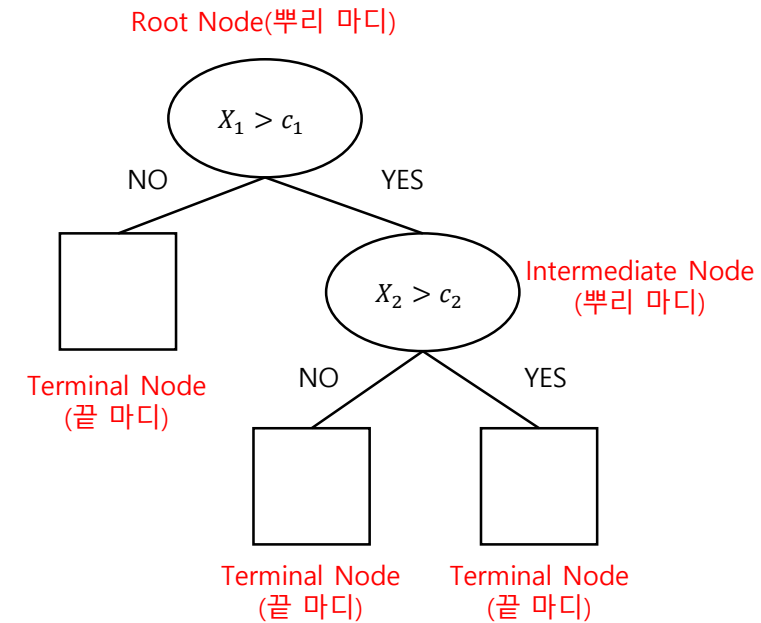 Root Node(뿌리 마디)
X₁ > c₁
NO
YES
Intermediate Node
(뿌리 마디)
X₂ > c₂
Terminal Node
(끝 마디)
NO
YES
Terminal Node
(끝 마디)
Terminal Node
(끝 마디)